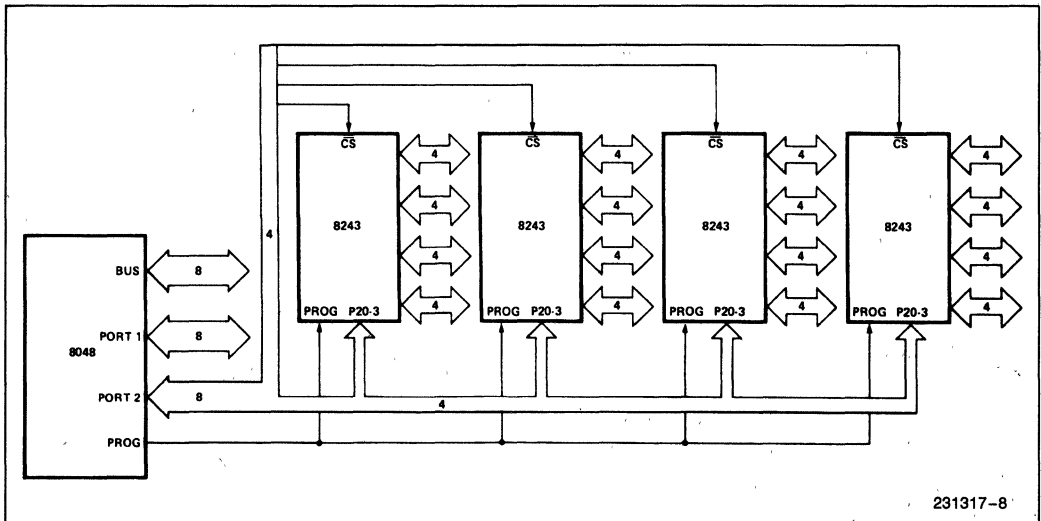 CS CS CS CS
4 4 4 4
4 4 4 4
8243 8243 8243 8243
4
4 4 4 4
BUS 8
4 4 4 4
PROG P20-3 PROG P20-3 PROG P20-3 PROG P20-3
PORT 1 8
8048
PORT 2 8
4
PROG
231317-8